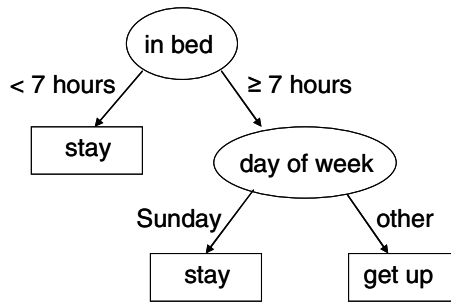 in bed
< 7 hours
≥ 7 hours
stay
day of week
Sunday
other
stay
get up